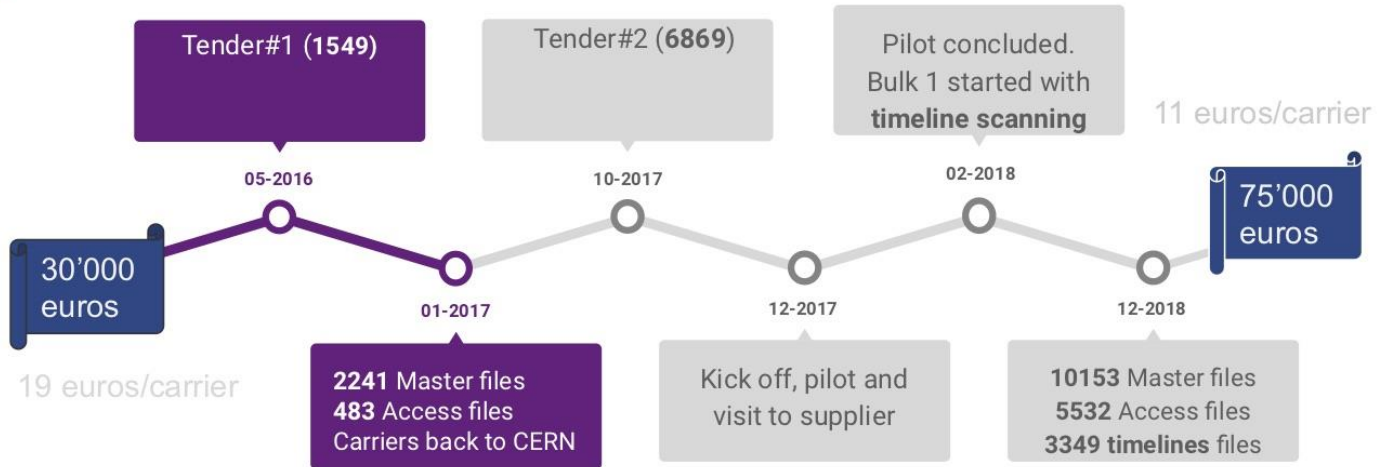 Tender#1 (1549)
Tender#2 (6869)
Pilot concluded.
Bulk 1 started with
timeline scanning
11 euros/carrier
05-2016
10-2017
02-2018
75’000
euros
30’000
euros
01-2017
12-2017
12-2018
19 euros/carrier
2241 Master files
483 Access files
Carriers back to CERN
Kick off, pilot and
visit to supplier
10153 Master files
5532 Access files
3349 timelines files